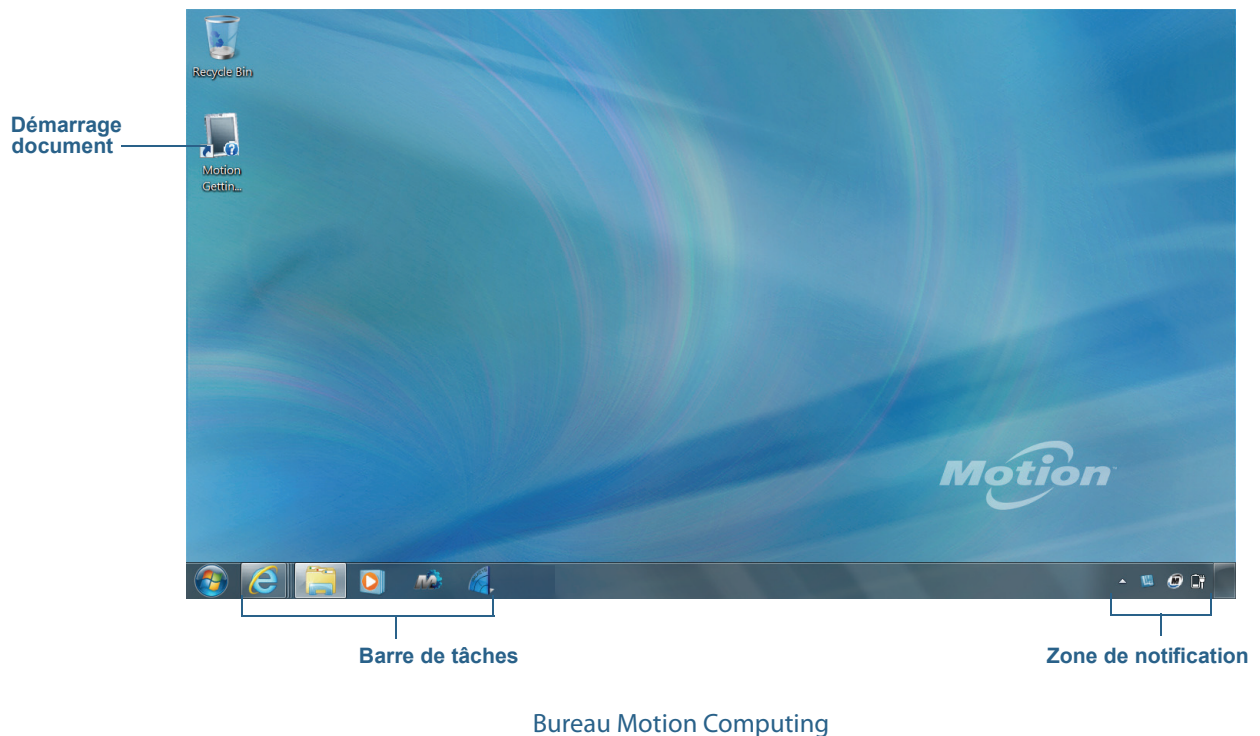 Recycle Bin
Démarrage
document
Motion
Gettin...
Motion
Barre de tâches
Zone de notification
Bureau Motion Computing